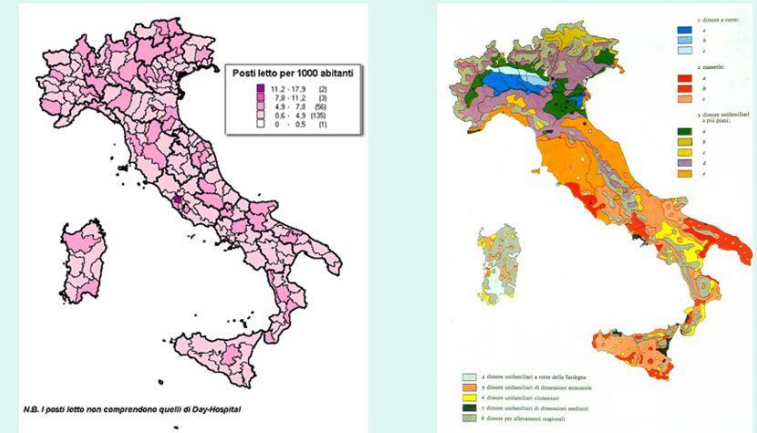 Posti letto per 1000 abitanti
11,2 - 17,9 (2)
7,8 - 11,2 (3)
4,9 - 7,8 (56)
0,6 - 4,9 (135)
0 - 0,5 (1)
N.B. I posti letto non comprendono quelli di Day-Hospital
1 dimore a corte:
a
b
c
2 masserie:
a
b
c
3 dimore unifamiliari
a più piani:
a
b
c
d
e
4 dimore unifamiliari a corte della Sardegna
5 dimore unifamiliari di dimensioni minuscole
6 dimore unifamiliari elementari
7 dimore unifamiliari di dimensioni mediocri
8 dimore per allevamenti stagionali